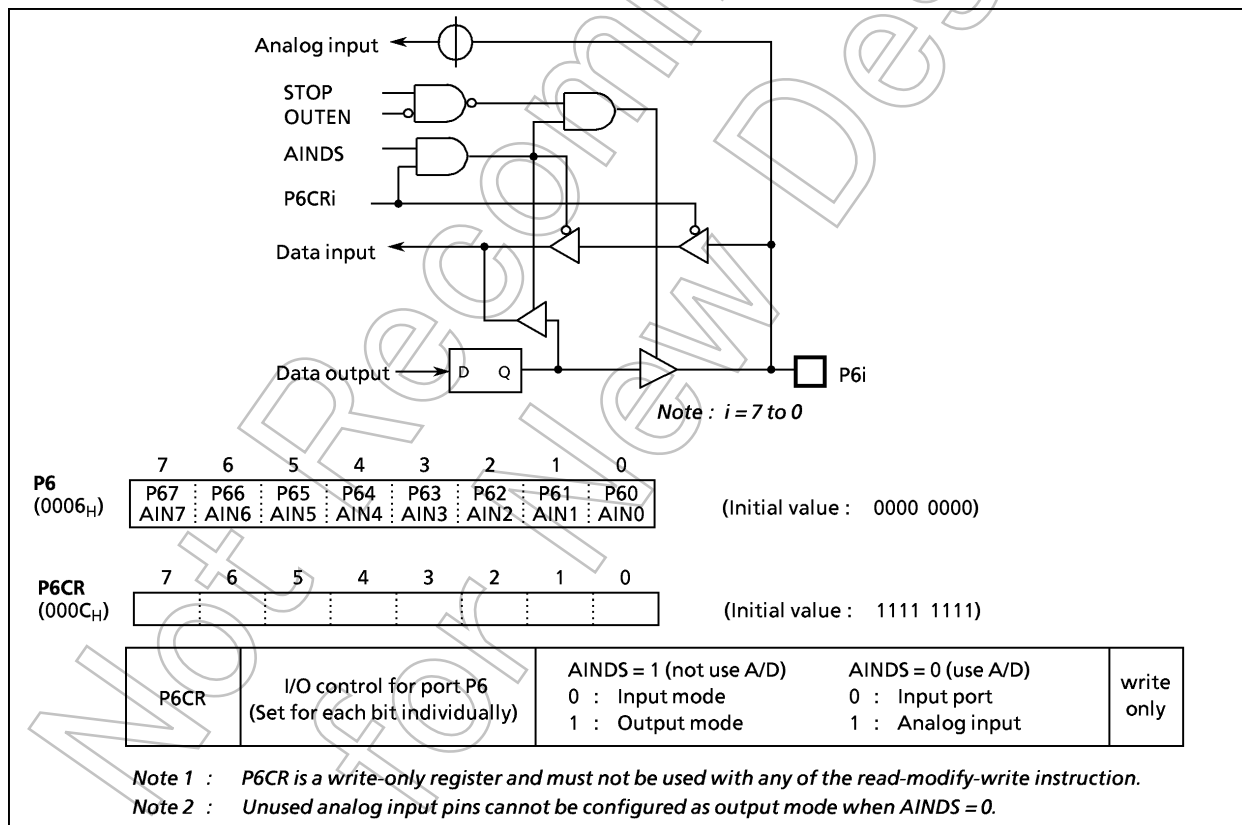 Analog input
STOP
OUTEN
AINDS
P6CRi
Data input
Data output
D Q
P6i
Note : i = 7 to 0
7 6 5 4 3 2 1 0
P6
(0006H)
P67 P66 P65 P64 P63 P62 P61 P60
AIN7 AIN6 AIN5 AIN4 AIN3 AIN2 AIN1 AIN0
(Initial value : 0000 0000)
7 6 5 4 3 2 1 0
P6CR
(000CH)
(Initial value : 1111 1111)
P6CR
I/O control for port P6
(Set for each bit individually)
AINDS = 1 (not use A/D)
0 : Input mode
1 : Output mode
AINDS = 0 (use A/D)
0 : Input port
1 : Analog input
write
only
Note 1 : P6CR is a write-only register and must not be used with any of the read-modify-write instruction.
Note 2 : Unused analog input pins cannot be configured as output mode when AINDS = 0.
Not Recomm
for New Des